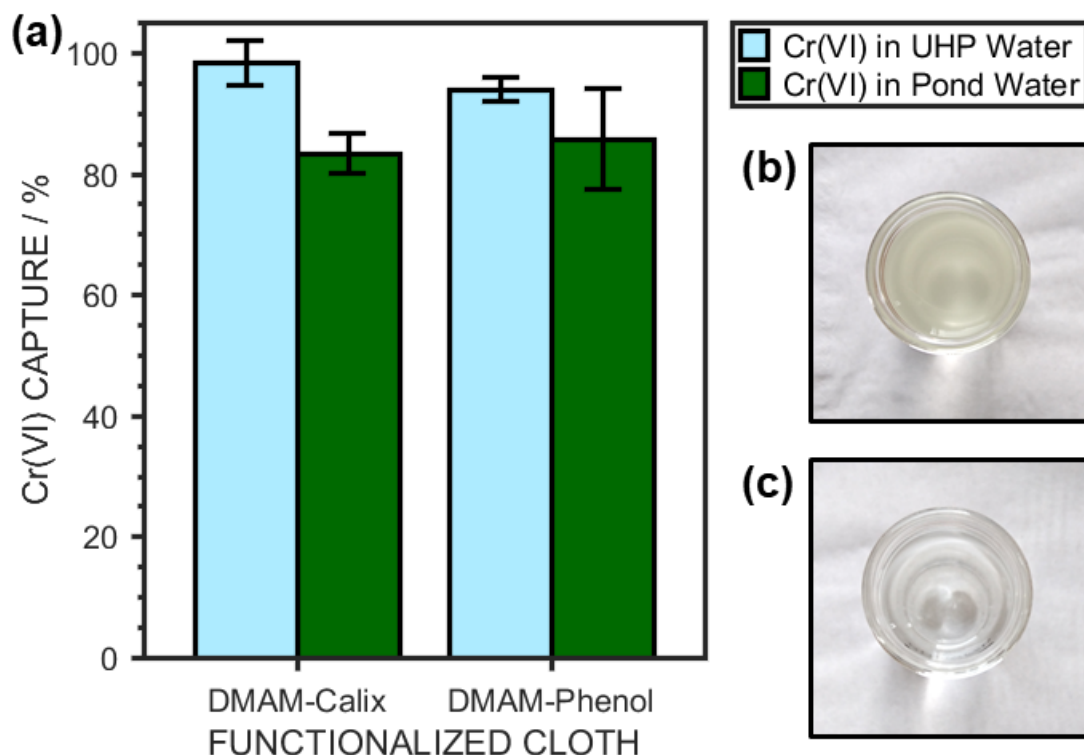 (a)
Cr(VI) CAPTURE / %
100
80
60
40
20
0
DMAM-Calix DMAM-Phenol
FUNCTIONALIZED CLOTH
Cr(VI) in UHP Water
Cr(VI) in Pond Water
(b)
(c)